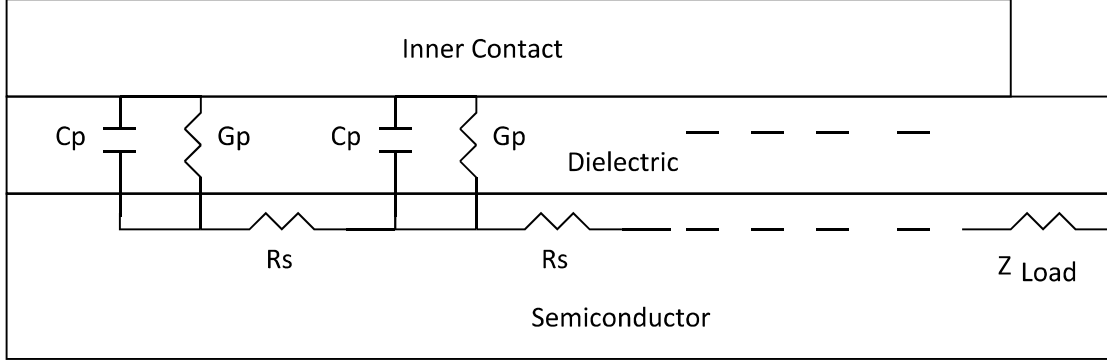 Inner Contact
Cp Gp Cp Gp
Dielectric
Rs Rs
Z Load
Semiconductor